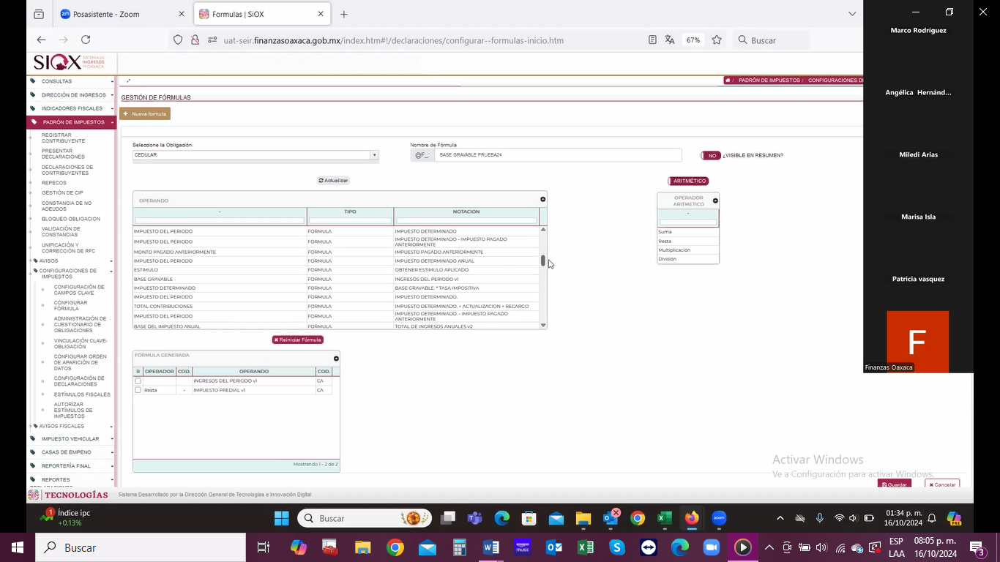 Posasistente - Zoom
Formulas | SiOX
uat-seir.finanzasoaxaca.gob.mx/index.htm#!/declaraciones/configurar--formulas-inicio.htm
67%
Buscar
Marco Rodríguez
Angélica Hernánd...
Miledi Arias
Marisa Isla
Patricia vasquez
F
Finanzas Oaxaca
SIOX SISTEMA DE INGRESOS DE OAXACA
CONSULTAS
DIRECCIÓN DE INGRESOS
INDICADORES FISCALES
PADRÓN DE IMPUESTOS
REGISTRAR
CONTRIBUYENTE
PRESENTAR
DECLARACIONES
DECLARACIONES DE
CONTRIBUYENTES
REPECOS
GESTIÓN DE CIP
CONSTANCIA DE NO
ADEUDOS
BLOQUEO OBLIGACION
VALIDACIÓN DE
CONSTANCIAS
UNIFICACIÓN Y
CORRECCIÓN DE RFC
AVISOS
CONFIGURACIONES DE
IMPUESTOS
CONFIGURACIÓN DE
CAMPOS CLAVE
CONFIGURAR
FÓRMULA
ADMINISTRACIÓN DE
CUESTIONARIO DE
OBLIGACIONES
VINCULACIÓN CLAVE-
OBLIGACIÓN
CONFIGURAR ORDEN
DE APARICIÓN DE
DATOS
CONFIGURACIÓN DE
DECLARACIONES
ESTÍMULOS FISCALES
AUTORIZAR
ESTÍMULOS DE
IMPUESTOS
AVISOS FISCALES
IMPUESTO VEHICULAR
CASAS DE EMPENO
REPORTERÍA FINAL
REPORTES
DECLARACIONES
/ PADRÓN DE IMPUESTOS / CONFIGURACIONES DE
GESTIÓN DE FÓRMULAS
+ Nueva formula
Seleccione la Obligación.
CEDULAR
Nombre de Fórmula
@F_:
BASE GRAVABLE PRUEBA24
NO
¿VISIBLE EN RESUMEN?
Actualizar
ARITMÉTICO
OPERANDO
- TIPO NOTACION
IMPUESTO DEL PERIODO FORMULA IMPUESTO DETERMINADO
IMPUESTO DEL PERIODO FORMULA IMPUESTO DETERMINADO - IMPUESTO PAGADO
ANTERIORMENTE
MONTO PAGADO ANTERIORMENTE FORMULA IMPUESTO PAGADO ANTERIORMENTE
IMPUESTO DEL PERIODO FORMULA IMPUESTO DETERMINADO ANUAL
ESTIMULO FORMULA OBTENER ESTIMULO APLICADO
BASE GRAVABLE FORMULA INGRESOS DEL PERIODO v1
IMPUESTO DETERMINADO FORMULA BASE GRAVABLE. * TASA IMPOSITIVA
IMPUESTO DEL PERIODO FORMULA IMPUESTO DETERMINADO.
TOTAL CONTRIBUCIONES FORMULA IMPUESTO DETERMINADO. + ACTUALIZACION + RECARGO
IMPUESTO DEL PERIODO FORMULA IMPUESTO DETERMINADO. - IMPUESTO PAGADO
ANTERIORMENTE
BASE DEL IMPUESTO ANUAL FORMULA TOTAL DE INGRESOS ANUALES v2
OPERADOR
ARITMETICO
-
Suma
Resta
Multiplicación
División
Reiniciar Fórmula
FÓRMULA GENERADA
R OPERADOR COD. OPERANDO COD.
INGRESOS DEL PERIODO v1 CA
Resta - IMPUESTO PREDIAL v1 CA
Mostrando 1 - 2 de 2
Activar Windows
Ve a Configuración para activar Windows.
Guardar
Cancelar
TECNOLOGÍAS
Sistema Desarrollado por la Dirección General de Tecnologías e Innovación Digital
1
Índice ipc
+0.13%
Buscar
01:34 p. m.
16/10/2024
PRE
Buscar
ESP
LAA
08:05 p. m.
16/10/2024
3